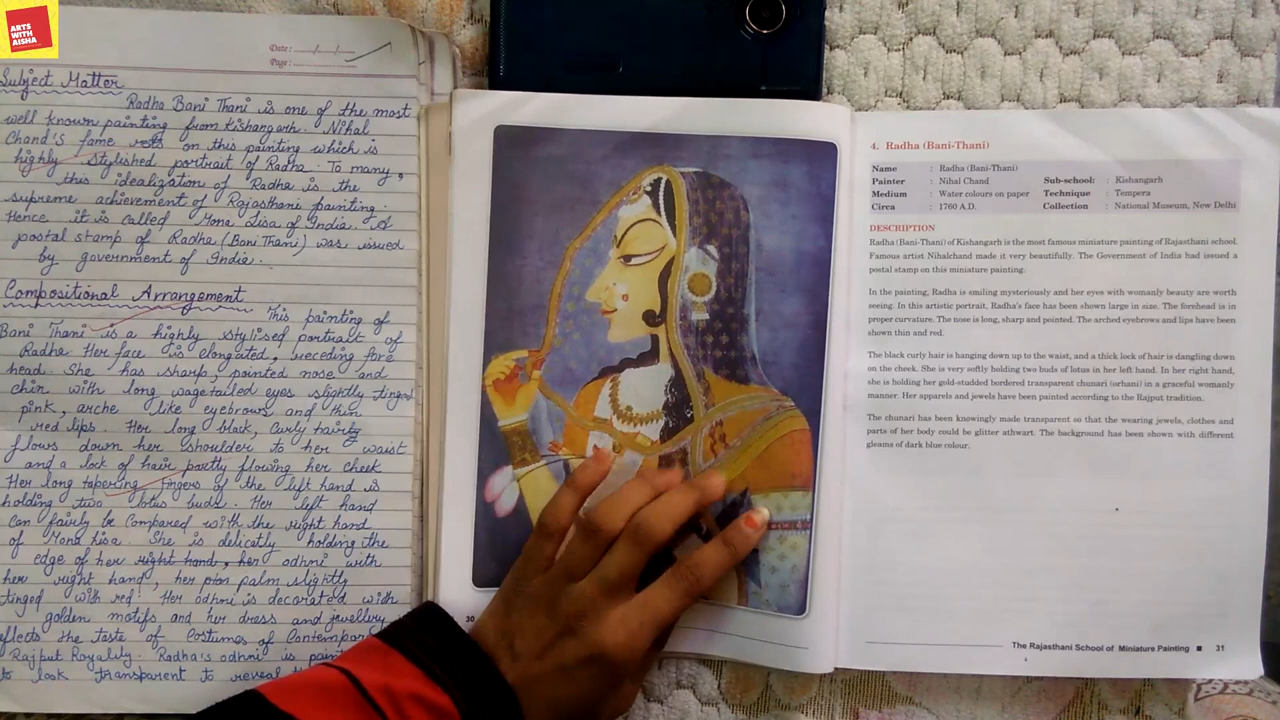 ARTS
WITH
AISHA
Date : __/__/__
Page :
Subject Matter
Radha Bani Thani is one of the most
well known painting from Kishangarh. Nihal
Chand's fame rets on this painting which is
highly stylished portrait of Radha. To many,
this idealization of Radha is the
supreme achievement of Rajasthani painting.
Hence it is called Mona Lisa of India. A
postal stamp of Radha (Bani Thani) was issued
by government of India.
Compositional Arrangement
This painting of
Bani Thani is a highly stylised portrait of
Radha. Her face is elongated, receding fore
head. She has sharp, pointed nose and
chin with long wagetailed eyes slightly tinged
pink, arche like eyebrows and thin
red lips. Her long black, curly hairs
flows down her shoulder to her waist
and a lock of hair partly flowing her cheek
Her long tapering fingers of the left hand is
holding two lotus buds. Her left hand
can fairly be compared with the right hand
of Mona Lisa. She is delicatly holding the
edge of her right hand, her odhni with
her right hand, her palm slightly
tinged with red. Her odhni is decorated with
golden motifs and her dress and jewellery
eflects the taste of costumes of Contempor
Rajput Royality. Radha's odhni is pain
to look transparent to reveal
30
4. Radha (Bani-Thani)
Name : Radha (Bani-Thani)
Painter : Nihal Chand Sub-school: : Kishangarh
Medium : Water colours on paper Technique : Tempera
Circa : 1760 A.D. Collection : National Museum, New Delhi
DESCRIPTION
Radha (Bani-Thani) of Kishangarh is the most famous miniature painting of Rajasthani school.
Famous artist Nihalchand made it very beautifully. The Government of India had issued a
postal stamp on this miniature painting.
In the painting, Radha is smiling mysteriously and her eyes with womanly beauty are worth
seeing. In this artistic portrait, Radha's face has been shown large in size. The forehead is in
proper curvature. The nose is long, sharp and pointed. The arched eyebrows and lips have been
shown thin and red.
The black curly hair is hanging down up to the waist, and a thick lock of hair is dangling down
on the cheek. She is very softly holding two buds of lotus in her left hand. In her right hand,
she is holding her gold-studded bordered transparent chunari (orhani) in a graceful womanly
manner. Her apparels and jewels have been painted according to the Rajput tradition.
The chunari has been knowingly made transparent so that the wearing jewels, clothes and
parts of her body could be glitter athwart. The background has been shown with different
gleams of dark blue colour.
The Rajasthani School of Miniature Painting ■ 31